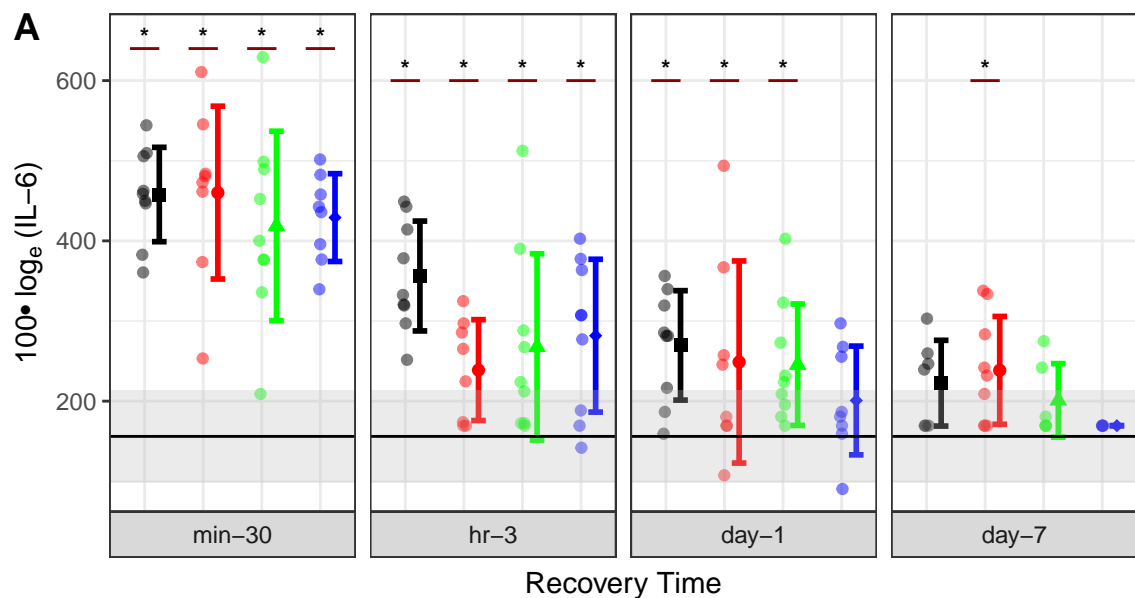 A
* * * *
* * * *
* * *
*
600
400
200
100• logₑ (IL−6)
min−30
hr−3
day−1
day−7
Recovery Time